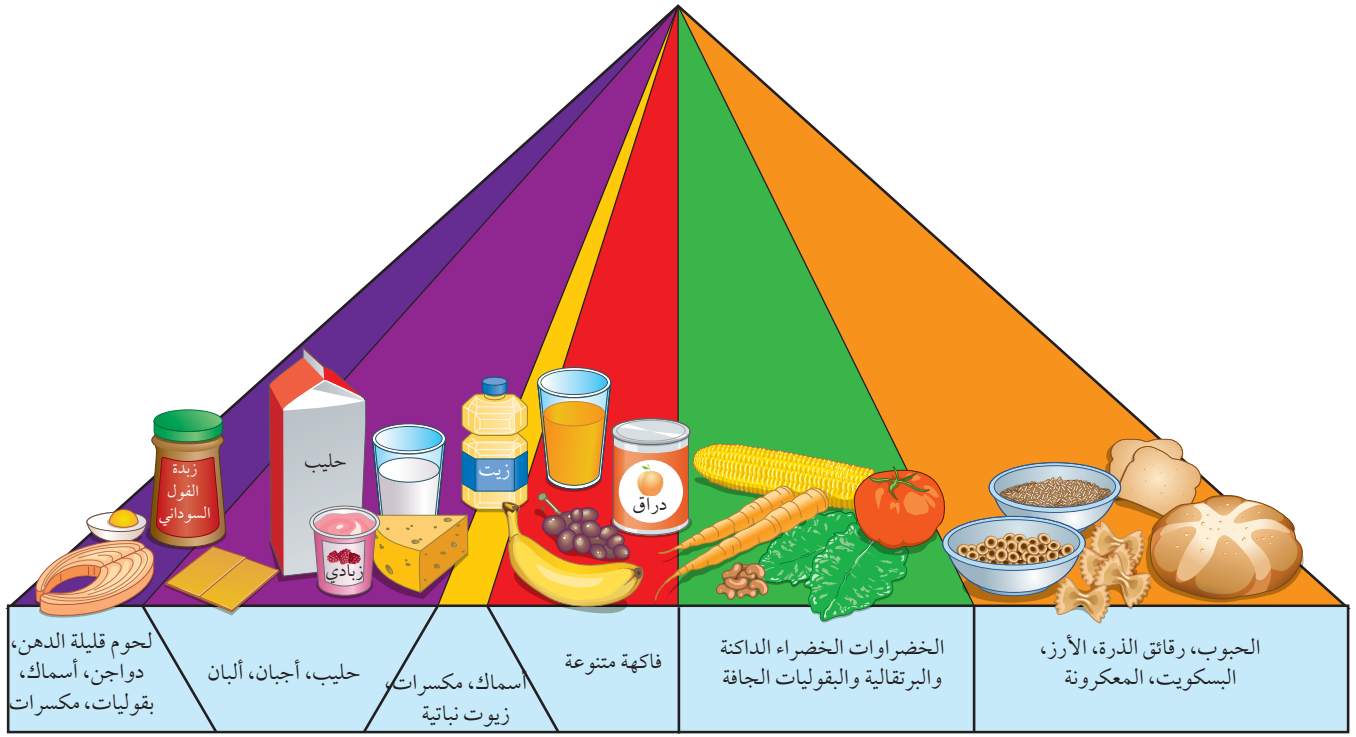 حليب
زبدة
الفول
السوداني
زيت
دراق
زبادي
الحبوب، رقائق الذرة، الأرز،
البسكويت، المعكرونة
الخضراوات الخضراء الداكنة
والبرتقالية والبقوليات الجافة
فاكهة متنوعة
أسماك، مكسرات،
زيوت نباتية
حليب، أجبان، ألبان
لحوم قليلة الدهن،
دواجن، أسماك،
بقوليات، مكسرات